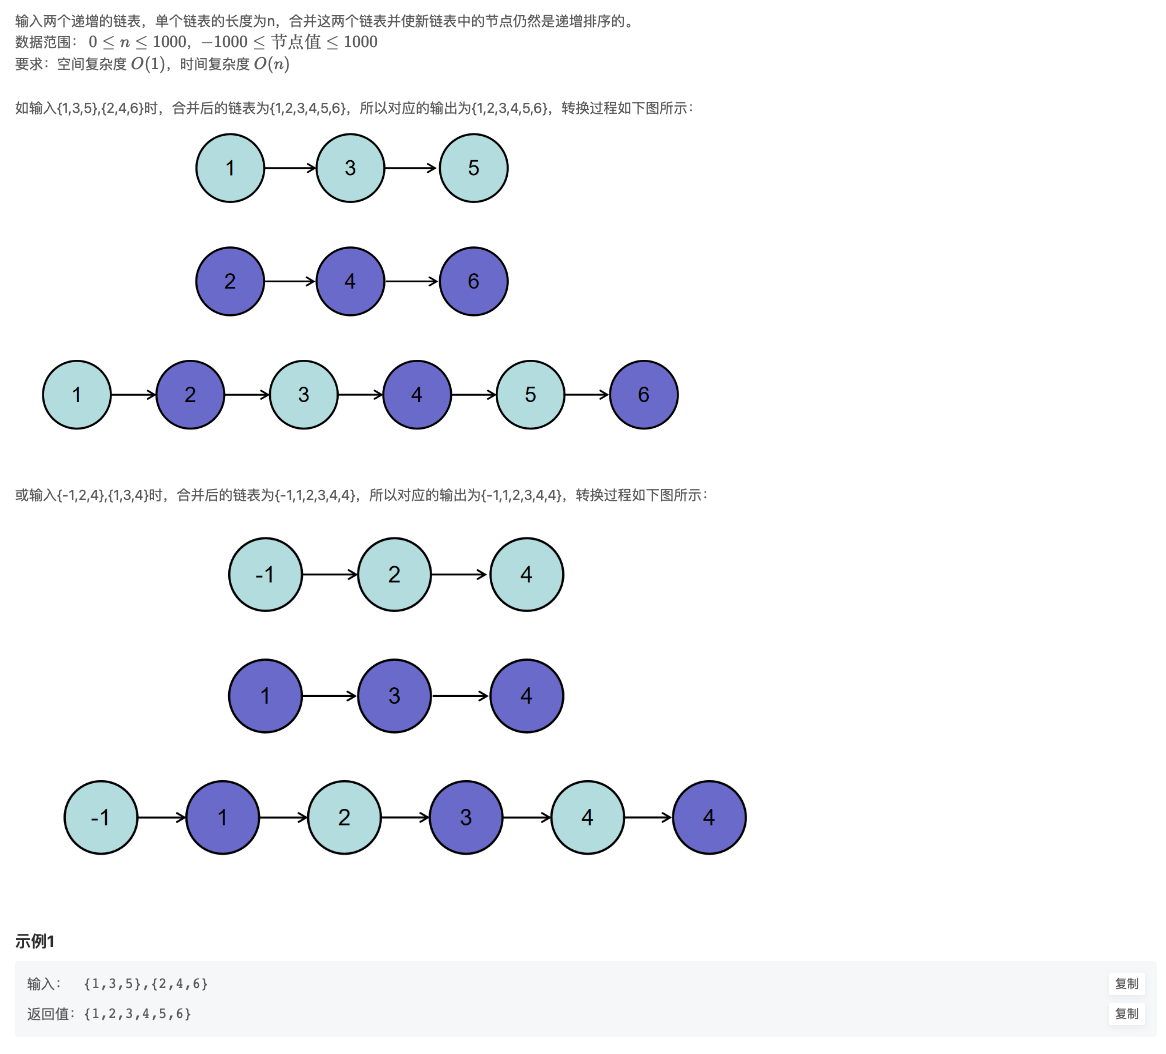 输入两个递增的链表，单个链表的长度为n，合并这两个链表并使新链表中的节点仍然是递增排序的。
数据范围： 0 ≤ n ≤ 1000，−1000 ≤ 节点值 ≤ 1000
要求：空间复杂度 O(1)，时间复杂度 O(n)
如输入{1,3,5},{2,4,6}时，合并后的链表为{1,2,3,4,5,6}，所以对应的输出为{1,2,3,4,5,6}，转换过程如下图所示：
1 3 5
2 4 6
1 2 3 4 5 6
或输入{-1,2,4},{1,3,4}时，合并后的链表为{-1,1,2,3,4,4}，所以对应的输出为{-1,1,2,3,4,4}，转换过程如下图所示：
-1 2 4
1 3 4
-1 1 2 3 4 4
示例1
输入： {1,3,5},{2,4,6} 复制
返回值：{1,2,3,4,5,6} 复制